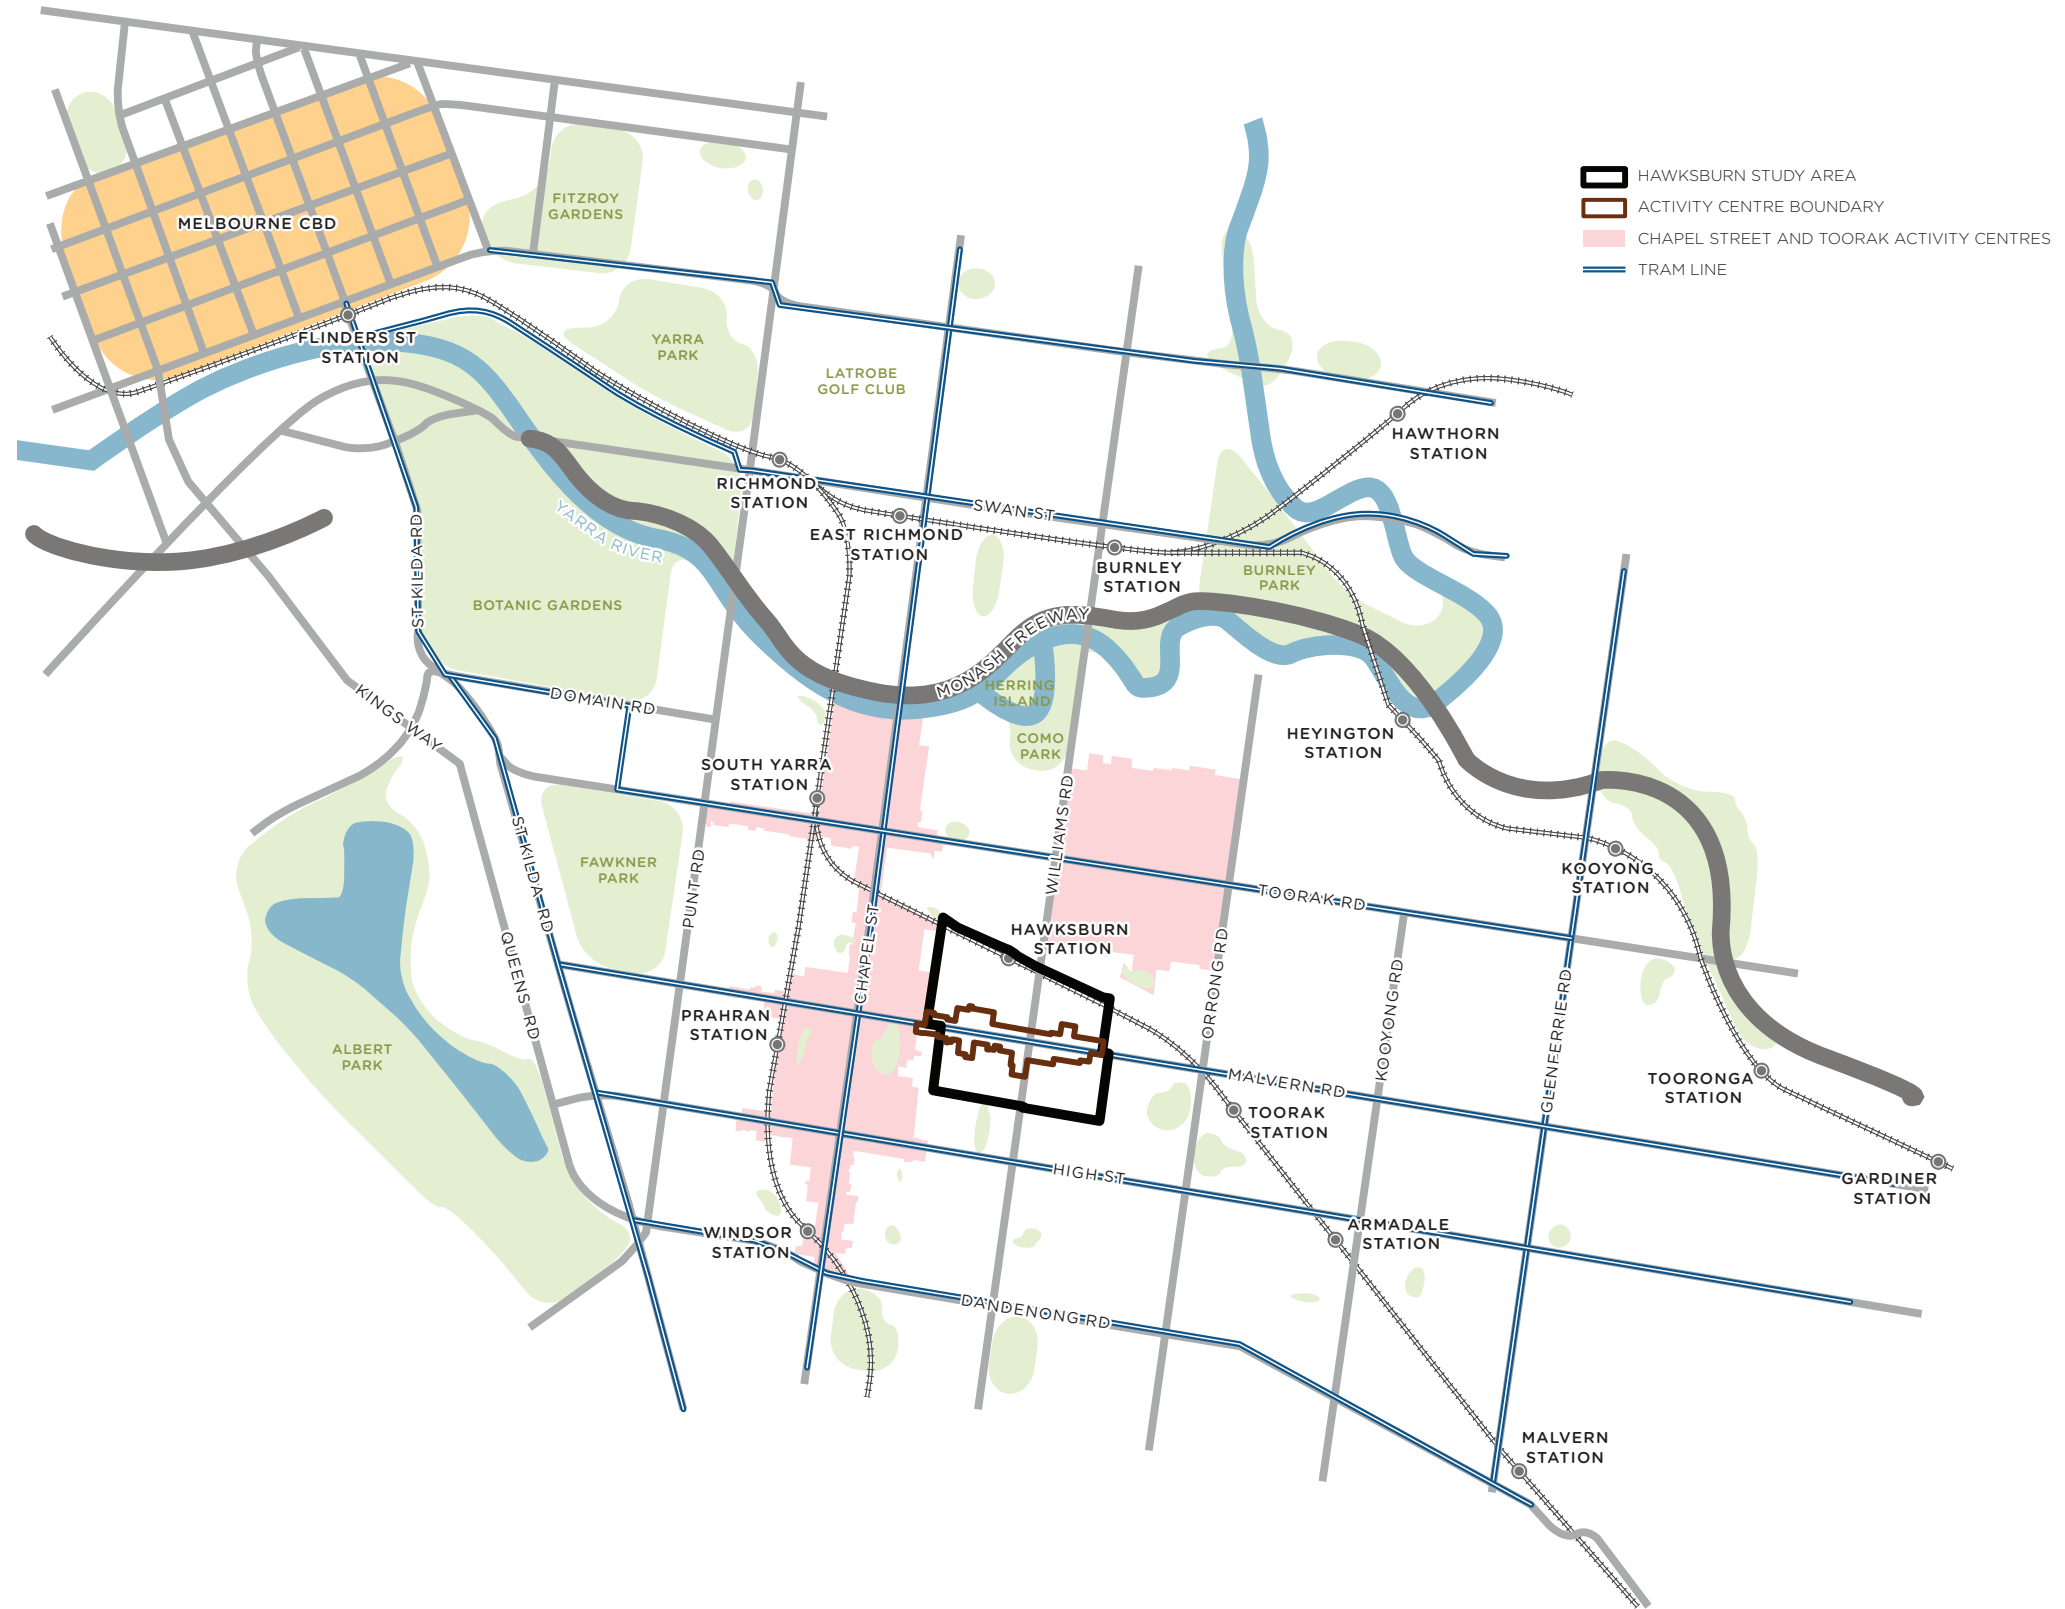 HAWKSBURN STUDY AREA
ACTIVITY CENTRE BOUNDARY
CHAPEL STREET AND TOORAK ACTIVITY CENTRES
TRAM LINE
FITZROY
GARDENS
MELBOURNE CBD
FLINDERS ST
STATION
YARRA
PARK
LATROBE
GOLF CLUB
HAWTHORN
STATION
RICHMOND
STATION
SWAN ST
YARRA RIVER
EAST RICHMOND
STATION
BURNLEY
STATION
BURNLEY
PARK
ST KILDA RD
BOTANIC GARDENS
MONASH FREEWAY
HERRING
ISLAND
DOMAIN RD
KINGS WAY
COMO
PARK
HEYINGTON
STATION
SOUTH YARRA
STATION
WILLIAMS RD
ST KILDA RD
FAWKNER
PARK
PUNT RD
KOOYONG
STATION
TOORAK RD
QUEENS RD
CHAPEL ST
HAWKSBURN
STATION
ORRONG RD
KOOYONG RD
GLENFERRIE RD
PRAHRAN
STATION
ALBERT
PARK
MALVERN RD
TOORONGA
STATION
TOORAK
STATION
HIGH ST
GARDINER
STATION
WINDSOR
STATION
ARMADALE
STATION
DANDENONG RD
MALVERN
STATION